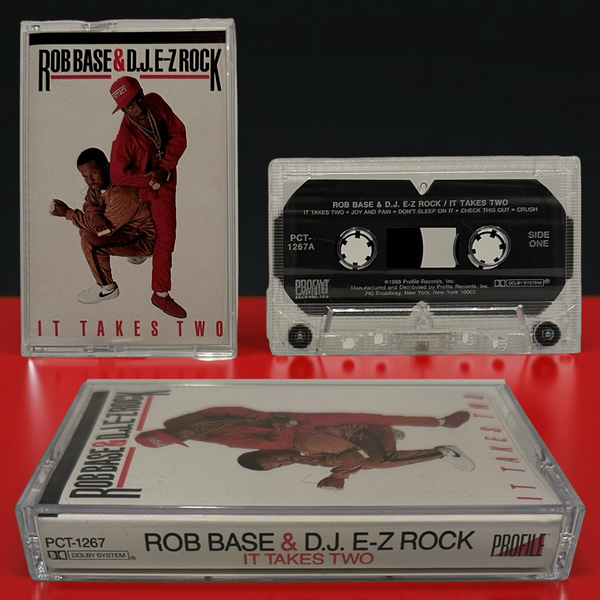 ROB BASE & D.J. E-Z ROCK
IT TAKES TWO
ROB BASE & D.J. E-Z ROCK / IT TAKES TWO
IT TAKES TWO • JOY AND PAIN • DON'T SLEEP ON IT • CHECK THIS OUT • CRUSH
PCT-
1267A
SIDE
ONE
PROFILE
©1988 Profile Records, Inc.
DOLBY SYSTEM
Manufactured and Distributed by Profile Records, Inc.
740 Broadway, New York, New York 10003
ROB BASE & D.J. E-Z ROCK
IT TAKES TWO
PCT-1267
DOLBY SYSTEM®
ROB BASE & D.J. E-Z ROCK
IT TAKES TWO
PROFILE